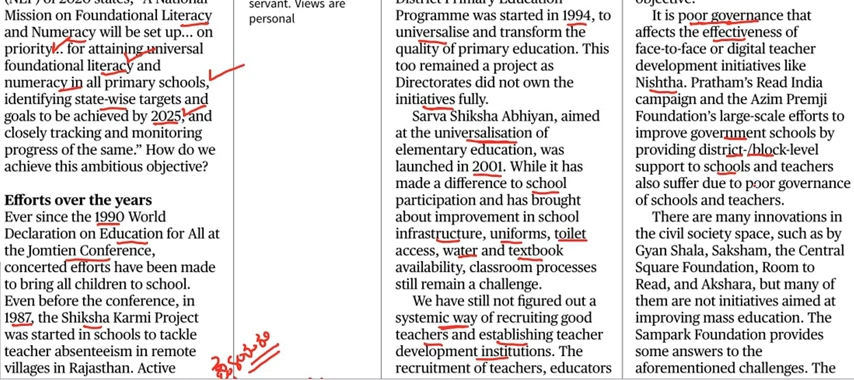 (NEP) of 2020 states, "A National
Mission on Foundational Literacy
and Numeracy will be set up... on
priority... for attaining universal
foundational literacy and
numeracy in all primary schools,
identifying state-wise targets and
goals to be achieved by 2025, and
closely tracking and monitoring
progress of the same." How do we
achieve this ambitious objective?
Efforts over the years
Ever since the 1990 World
Declaration on Education for All at
the Jomtien Conference,
concerted efforts have been made
to bring all children to school.
Even before the conference, in
1987, the Shiksha Karmi Project
was started in schools to tackle
teacher absenteeism in remote
villages in Rajasthan. Active
servant. Views are
personal
District Primary Education
Programme was started in 1994, to
universalise and transform the
quality of primary education. This
too remained a project as
Directorates did not own the
initiatives fully.
Sarva Shiksha Abhiyan, aimed
at the universalisation of
elementary education, was
launched in 2001. While it has
made a difference to school
participation and has brought
about improvement in school
infrastructure, uniforms, toilet
access, water and textbook
availability, classroom processes
still remain a challenge.
We have still not figured out a
systemic way of recruiting good
teachers and establishing teacher
development institutions. The
recruitment of teachers, educators
objective.
It is poor governance that
affects the effectiveness of
face-to-face or digital teacher
development initiatives like
Nishtha. Pratham's Read India
campaign and the Azim Premji
Foundation's large-scale efforts to
improve government schools by
providing district-/block-level
support to schools and teachers
also suffer due to poor governance
of schools and teachers.
There are many innovations in
the civil society space, such as by
Gyan Shala, Saksham, the Central
Square Foundation, Room to
Read, and Akshara, but many of
them are not initiatives aimed at
improving mass education. The
Sampark Foundation provides
some answers to the
aforementioned challenges. The